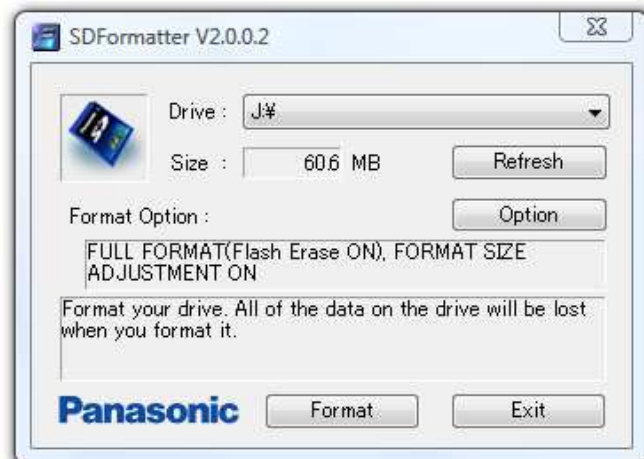 SDFormatter V2.0.0.2
Drive : J:¥
Size : 60.6 MB Refresh
Format Option : Option
FULL FORMAT(Flash Erase ON), FORMAT SIZE
ADJUSTMENT ON
Format your drive. All of the data on the drive will be lost
when you format it.
Panasonic Format Exit